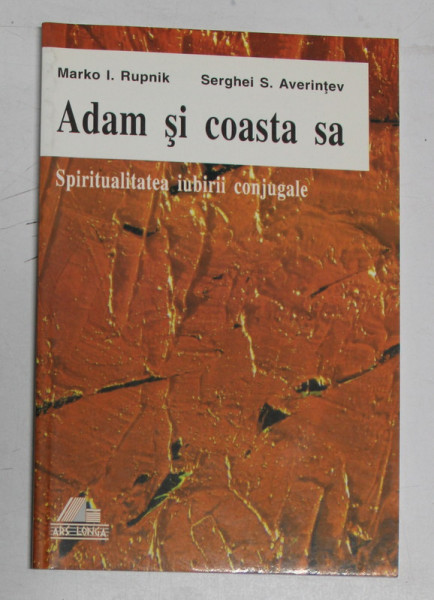 Marko I. Rupnik Serghei S. Averințev
Adam și coasta sa
Spiritualitatea iubirii conjugale
ARS LONGA